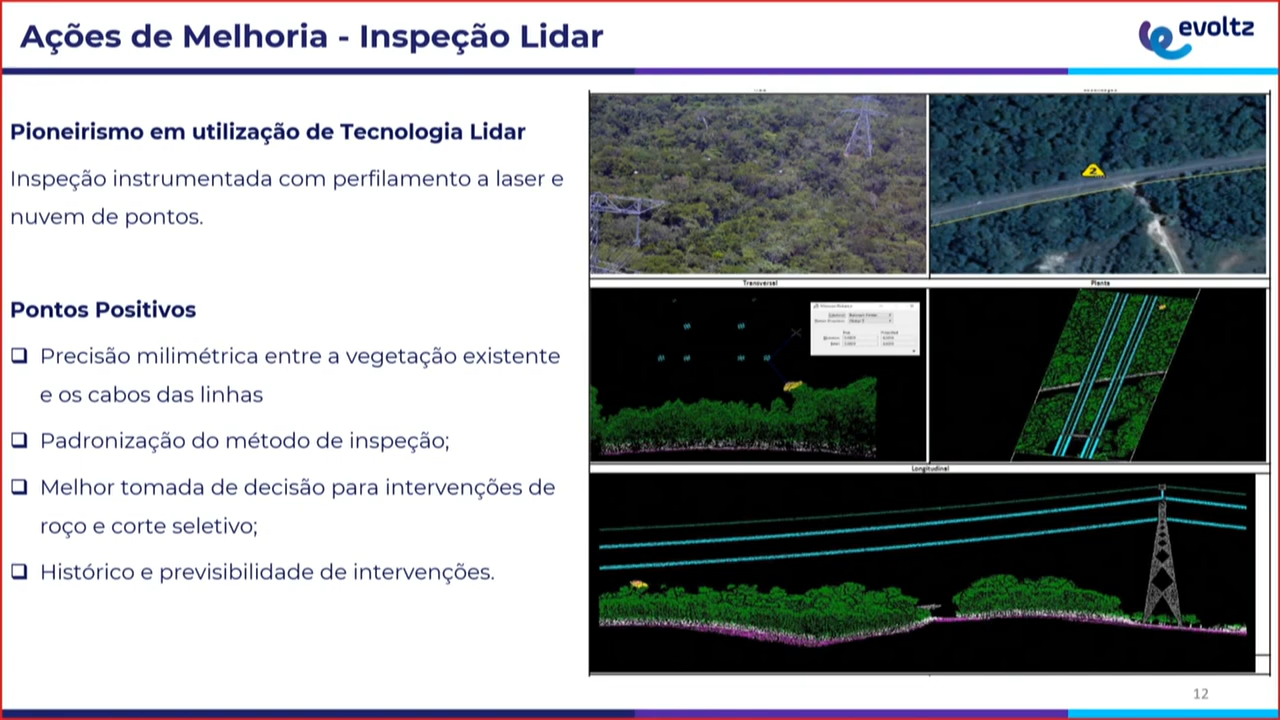 Ações de Melhoria - Inspeção Lidar
evoltz
Pioneirismo em utilização de Tecnologia Lidar
Inspeção instrumentada com perfilamento a laser e
nuvem de pontos.
Pontos Positivos
Precisão milimétrica entre a vegetação existente
e os cabos das linhas
Padronização do método de inspeção;
Melhor tomada de decisão para intervenções de
roço e corte seletivo;
Histórico e previsibilidade de intervenções.
2
Transversal
Planta
Longitudinal
12